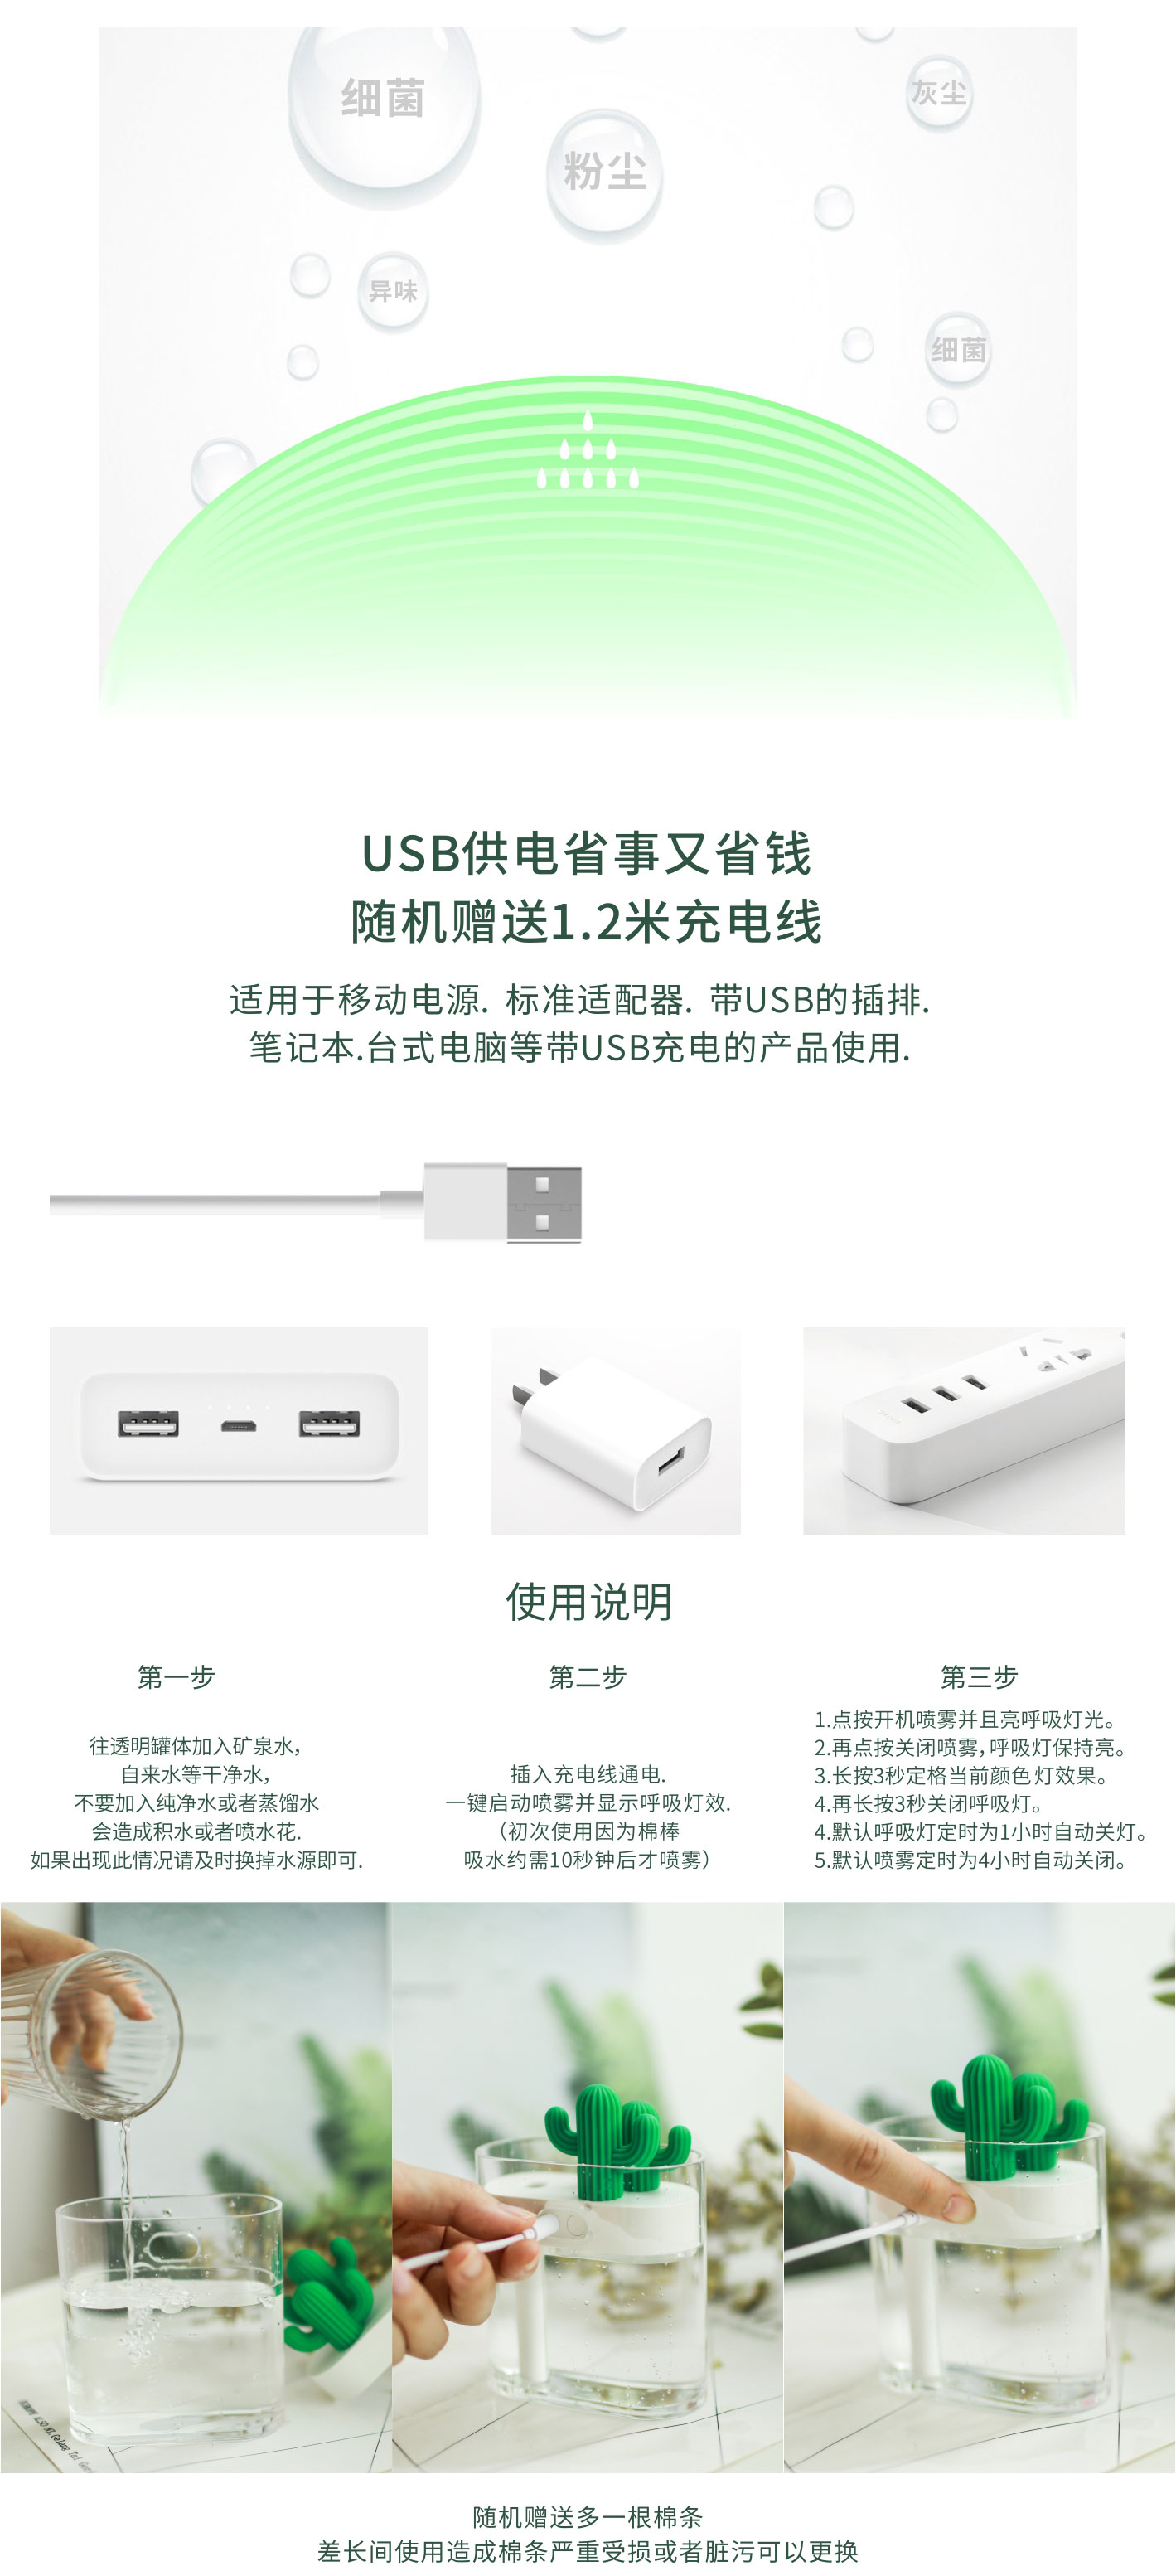 细菌
灰尘
粉尘
异味
细菌
USB供电省事又省钱
随机赠送1.2米充电线
适用于移动电源. 标准适配器. 带USB的插排.
笔记本.台式电脑等带USB充电的产品使用.
使用说明
第一步
往透明罐体加入矿泉水，
自来水等干净水，
不要加入纯净水或者蒸馏水
会造成积水或者喷水花.
如果出现此情况请及时换掉水源即可.
第二步
插入充电线通电.
一键启动喷雾并显示呼吸灯效.
（初次使用因为棉棒
吸水约需10秒钟后才喷雾）
第三步
1.点按开机喷雾并且亮呼吸灯光。
2.再点按关闭喷雾，呼吸灯保持亮。
3.长按3秒定格当前颜色灯效果。
4.再长按3秒关闭呼吸灯。
4.默认呼吸灯定时为1小时自动关灯。
5.默认喷雾定时为4小时自动关闭。
随机赠送多一根棉条
差长间使用造成棉条严重受损或者脏污可以更换